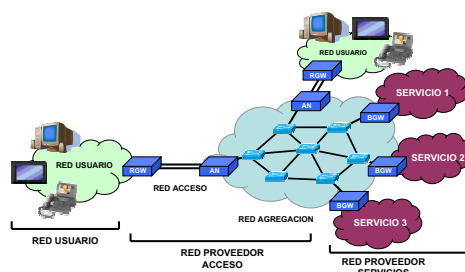 RED USUARIO
RGW
AN
SERVICIO 1
BGW
RED USUARIO
RGW
AN
RED ACCESO
BGW
SERVICIO 2
BGW
RED AGREGACION
SERVICIO 3
RED USUARIO
RED PROVEEDOR
ACCESO
RED PROVEEDOR
SERVICIOS